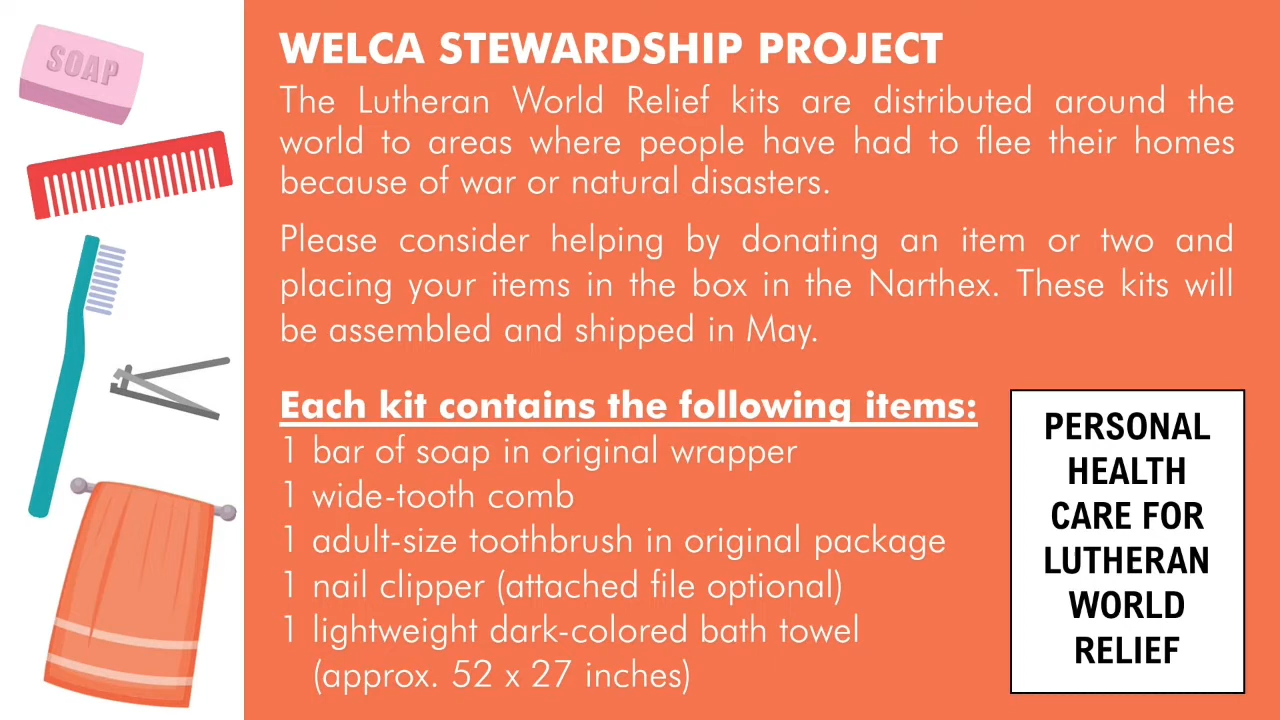 SOAP
WELCA STEWARDSHIP PROJECT
The Lutheran World Relief kits are distributed around the
world to areas where people have had to flee their homes
because of war or natural disasters.
Please consider helping by donating an item or two and
placing your items in the box in the Narthex. These kits will
be assembled and shipped in May.
Each kit contains the following items:
1 bar of soap in original wrapper
1 wide-tooth comb
1 adult-size toothbrush in original package
1 nail clipper (attached file optional)
1 lightweight dark-colored bath towel
(approx. 52 x 27 inches)
PERSONAL
HEALTH
CARE FOR
LUTHERAN
WORLD
RELIEF